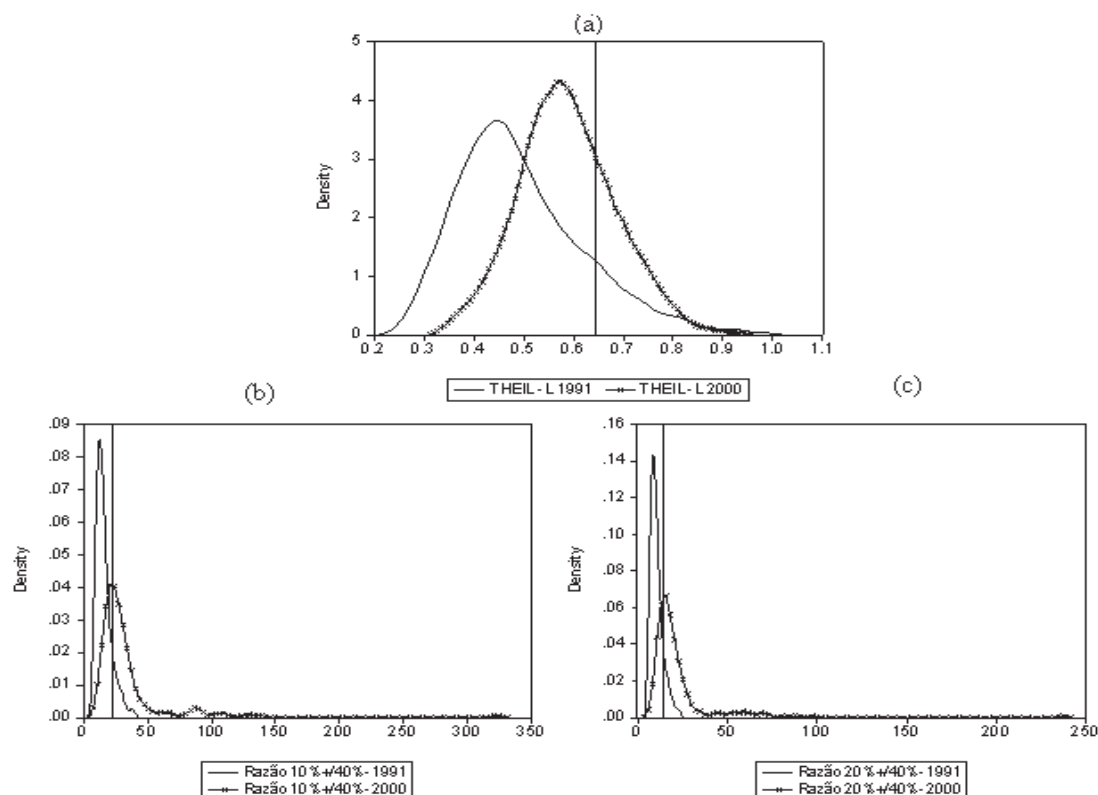 (a)
5
4
3
2
1
0
Density
0.2 0.3 0.4 0.5 0.6 0.7 0.8 0.9 1.0 1.1
THEIL - L 1991 THEIL - L 2000
(b)
.09
.08
.07
.06
.05
.04
.03
.02
.01
.00
Density
0 50 100 150 200 250 300 350
Razão 10%+/40%- 1991
Razão 10%+/40%- 2000
(c)
.16
.14
.12
.10
.08
.06
.04
.02
.00
Density
0 50 100 150 200 250
Razão 20%+/40%- 1991
Razão 20%+/40%- 2000